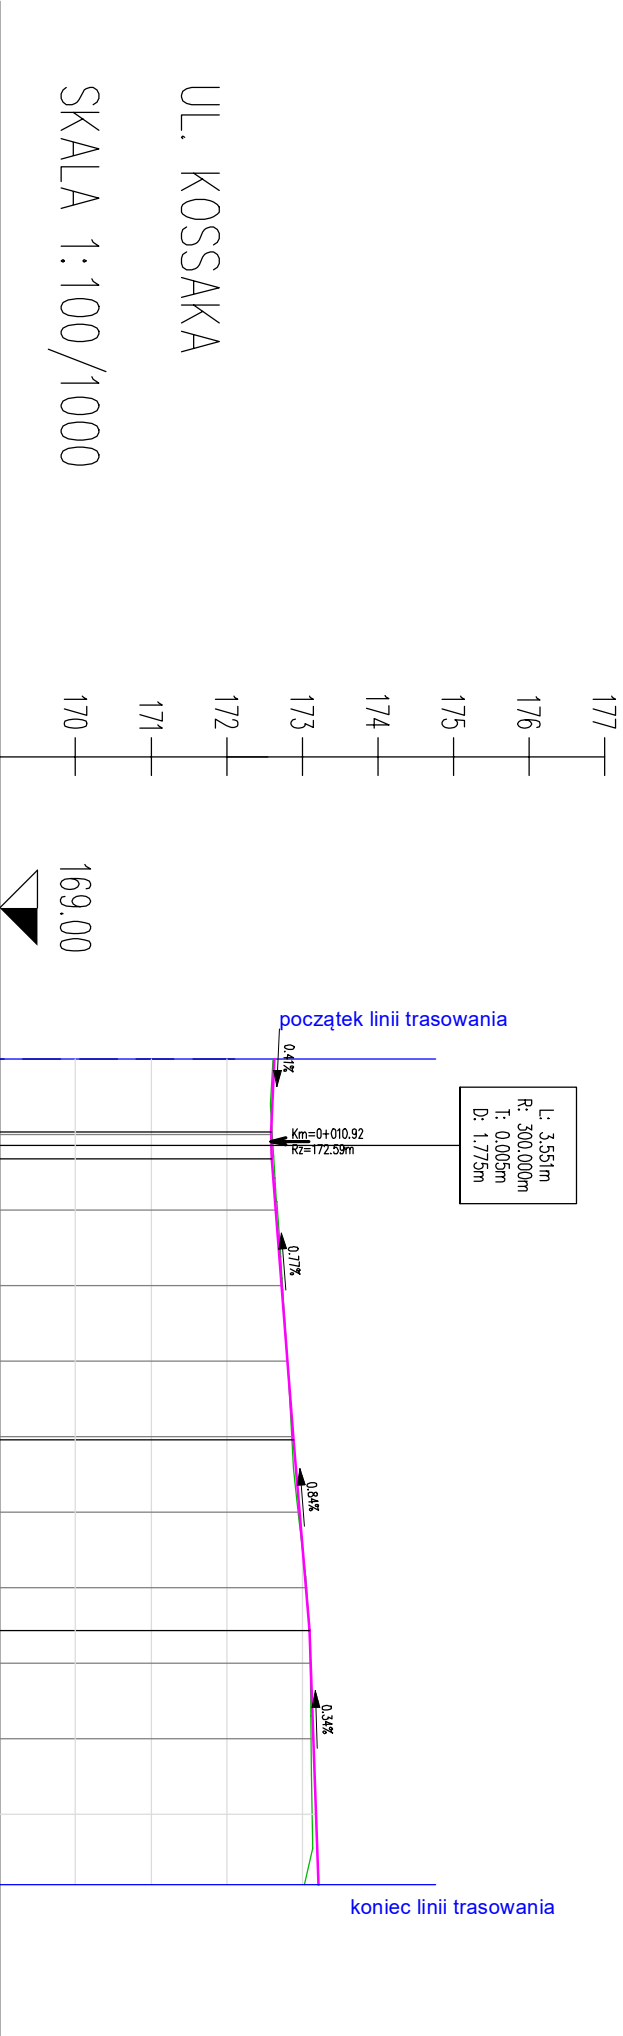 UL. KOSSAKA
SKALA 1:100/1000
177
176
175
174
173
172
171
170
169.00
początek linii trasowania
0.41%
Km=0+010.92
Rz=172.59m
L: 3.551m
R: 300.000m
T: 0.005m
D: 1.775m
0.77%
0.84%
0.34%
koniec linii trasowania